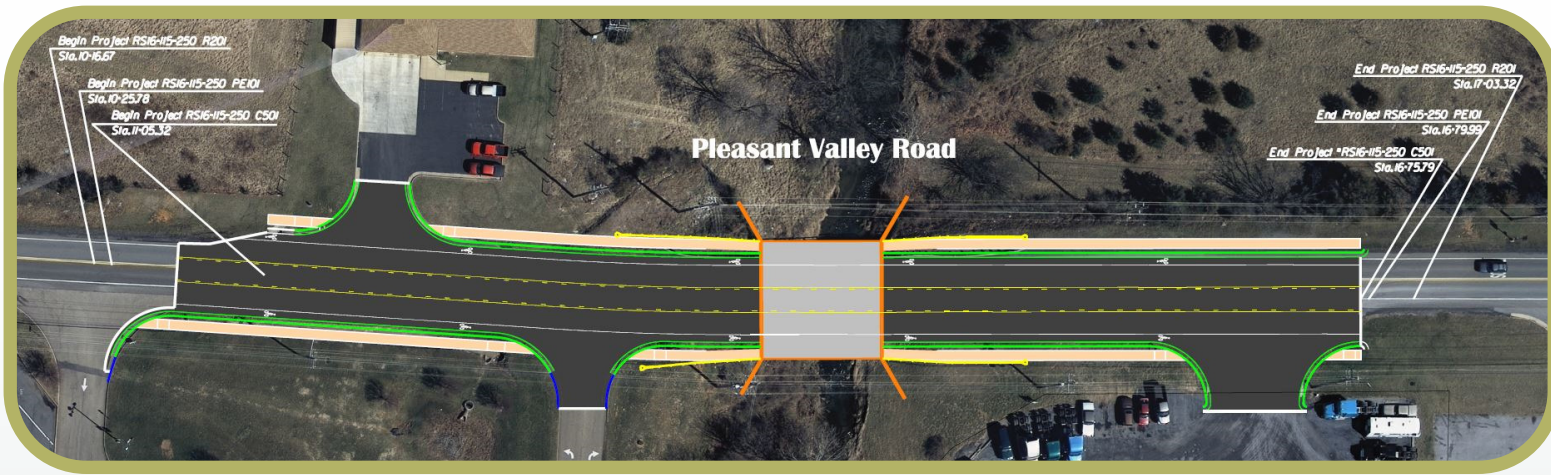 Begin Project RS16-115-250 R201
Sta.10+16.67
Begin Project RS16-115-250 PE101
Sta.10+25.78
Begin Project RS16-115-250 C501
Sta.11+05.32
Pleasant Valley Road
End Project RS16-115-250 R201
Sta.17+03.32
End Project RS16-115-250 PE101
Sta.16+79.99
End Project *RS16-115-250 C501
Sta.16+75.79